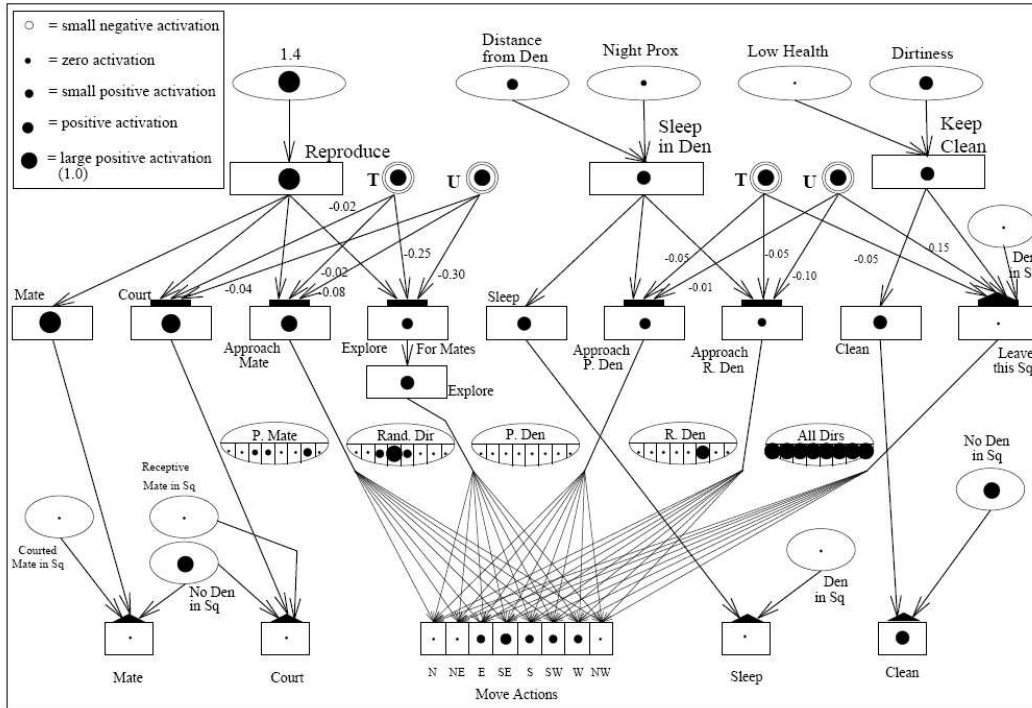 = small negative activation
= zero activation
= small positive activation
= positive activation
= large positive activation
(1.0)
1.4
Distance
from Den
Night Prox
Low Health
Dirtiness
Reproduce
T
U
Sleep
in Den
T
U
Keep
Clean
-0.02
-0.25
-0.02
-0.30
-0.04
-0.08
-0.05
-0.05
-0.01
-0.10
-0.05
0.15
Den
in Sq
Mate
Court
Approach
Mate
Explore
For Mates
Explore
Sleep
Approach
P. Den
Approach
R. Den
Clean
Leave
this Sq
P. Mate
Rand. Dir
P. Den
R. Den
All Dirs
No Den
in Sq
Receptive
Mate in Sq
Courted
Mate in Sq
No Den
in Sq
Den
in Sq
Mate
Court
N NE E SE S SW W NW
Move Actions
Sleep
Clean